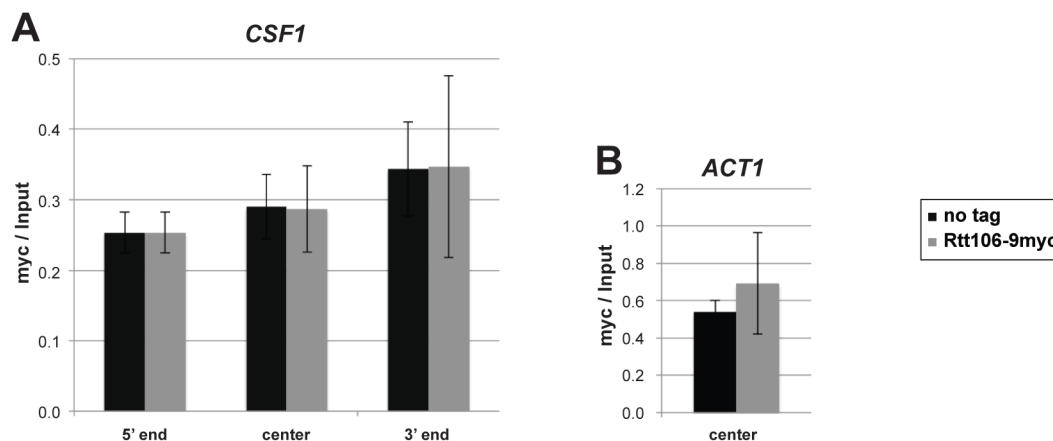 A
CSF1
0.5
0.4
0.3
0.2
0.1
0.0
myc / Input
5’ end center 3’ end
B
ACT1
1.2
1.0
0.8
0.6
0.4
0.2
0.0
myc / Input
center
no tag
Rtt106-9myc